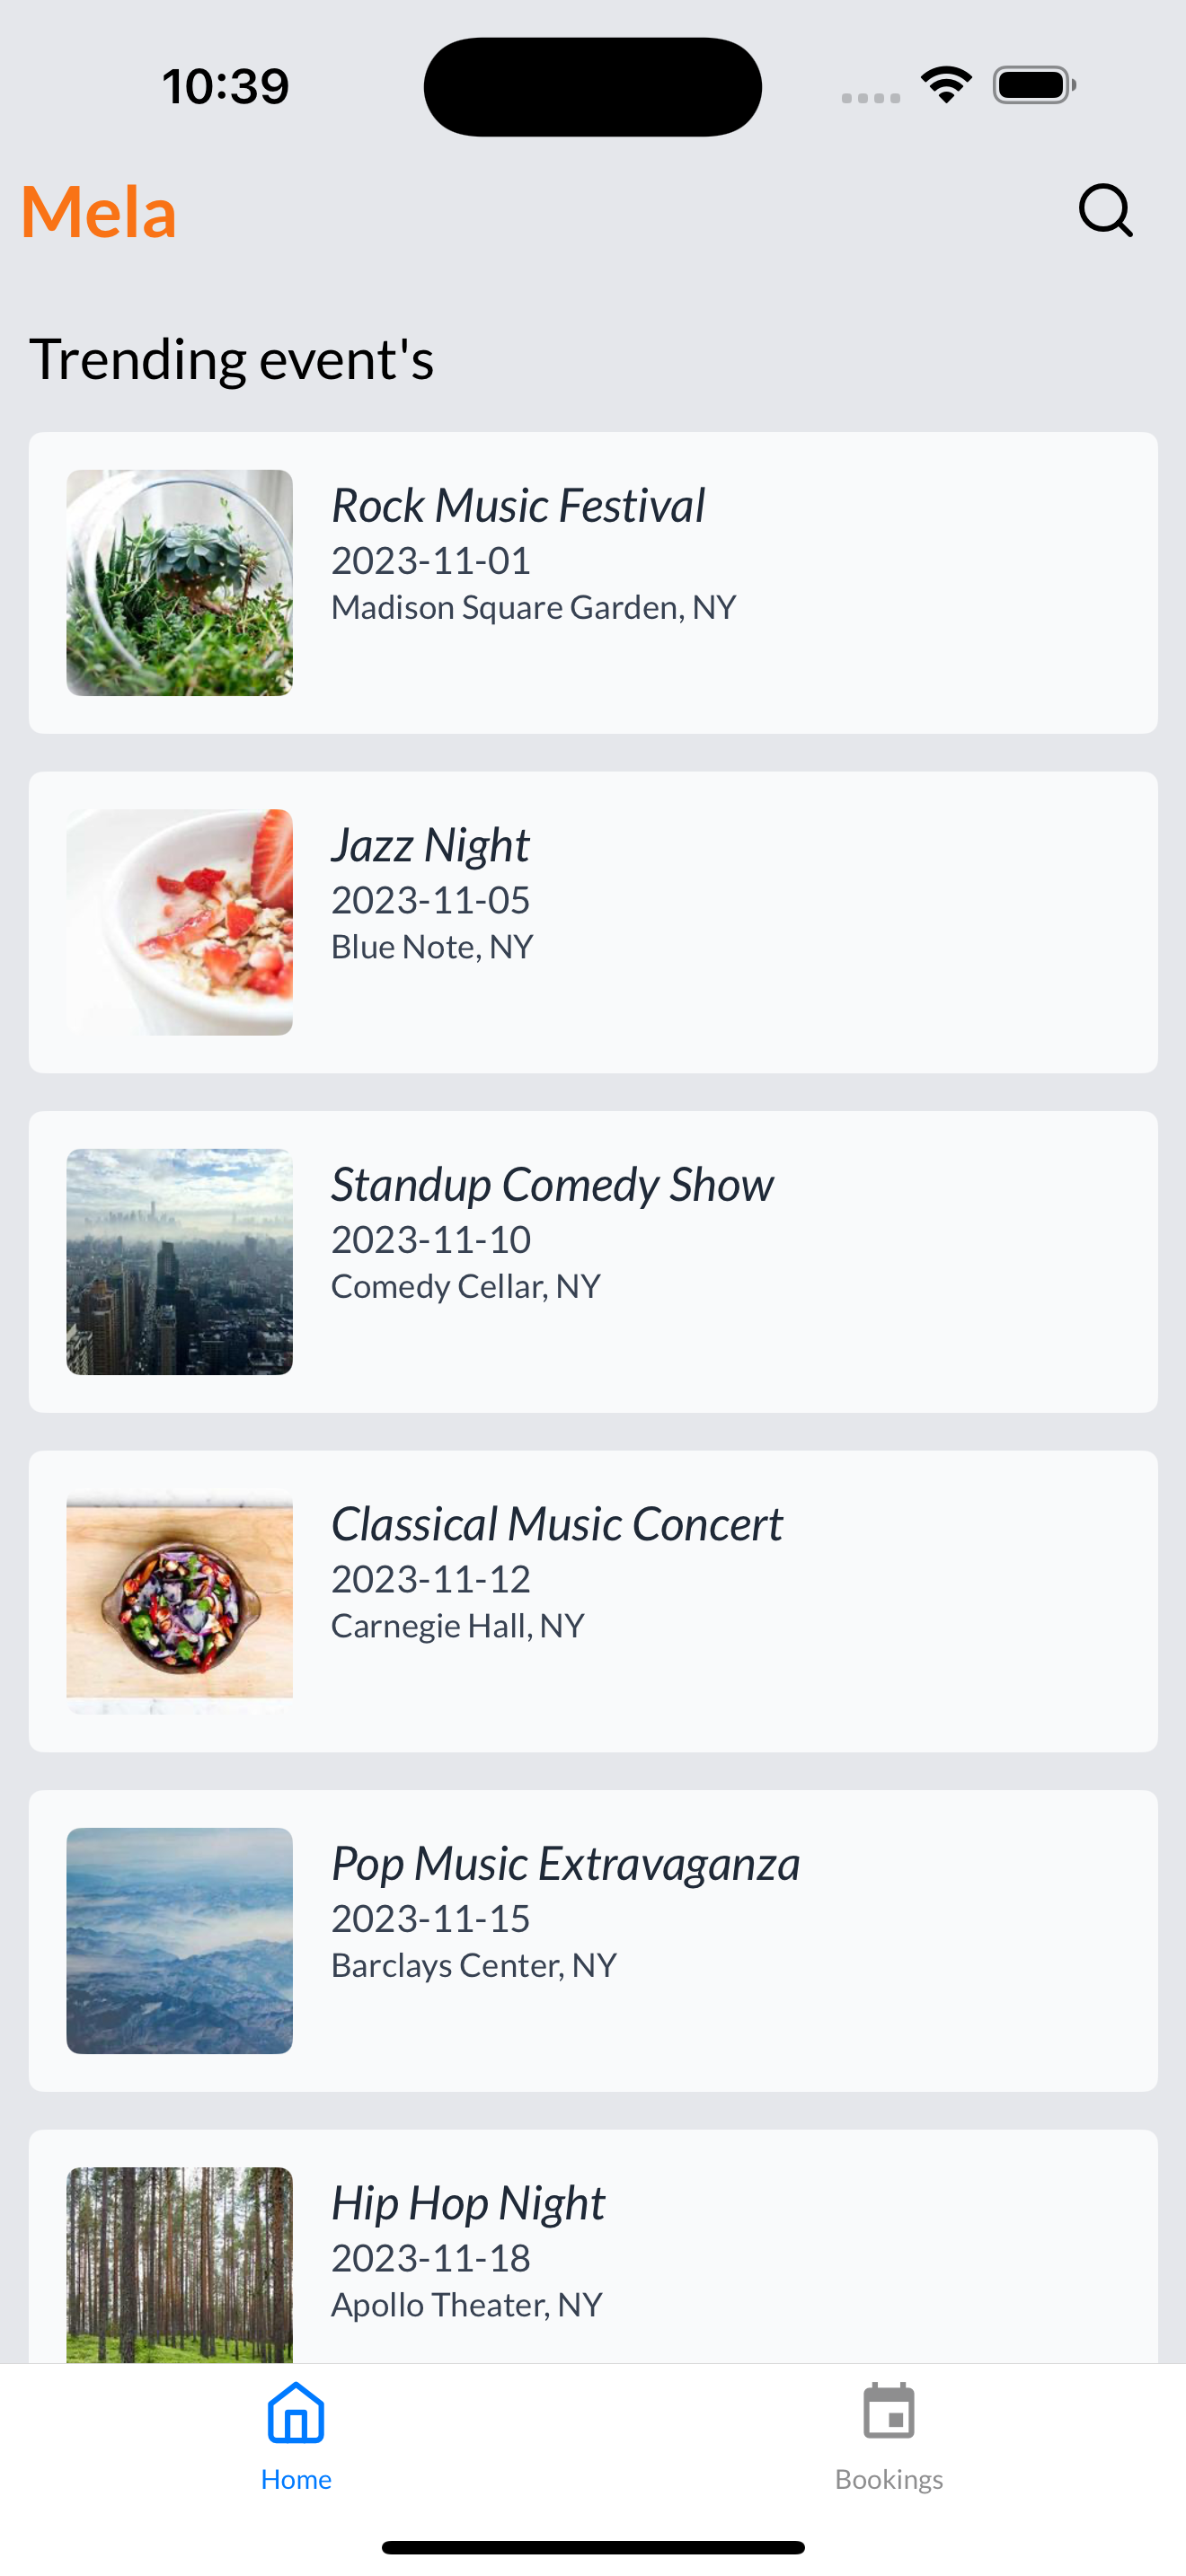 10:39
Mela
Trending event's
Rock Music Festival
2023-11-01
Madison Square Garden, NY
Jazz Night
2023-11-05
Blue Note, NY
Standup Comedy Show
2023-11-10
Comedy Cellar, NY
Classical Music Concert
2023-11-12
Carnegie Hall, NY
Pop Music Extravaganza
2023-11-15
Barclays Center, NY
Hip Hop Night
2023-11-18
Apollo Theater, NY
Home
Bookings